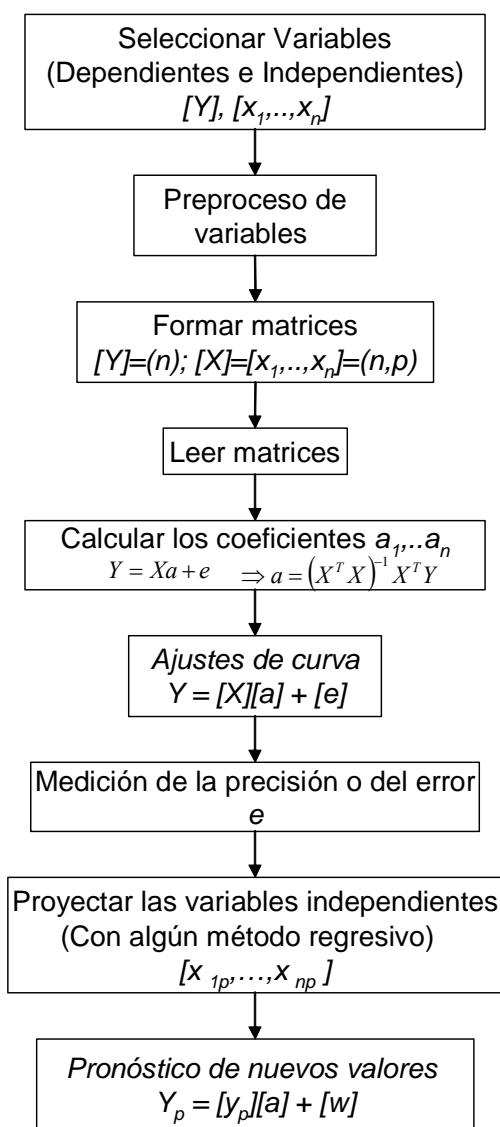 Seleccionar Variables
(Dependientes e Independientes)
[Y], [x₁,..,xₙ]
Preproceso de
variables
Formar matrices
[Y]=(n); [X]=[x₁,..,xₙ]=(n,p)
Leer matrices
Calcular los coeficientes a₁,..aₙ
Y = Xa + e ⇒ a = (XᵀX)⁻¹ XᵀY
Ajustes de curva
Y = [X][a] + [e]
Medición de la precisión o del error
e
Proyectar las variables independientes
(Con algún método regresivo)
[x ₁ₚ,…,x ₙₚ ]
Pronóstico de nuevos valores
Yₚ = [yₚ][a] + [w]